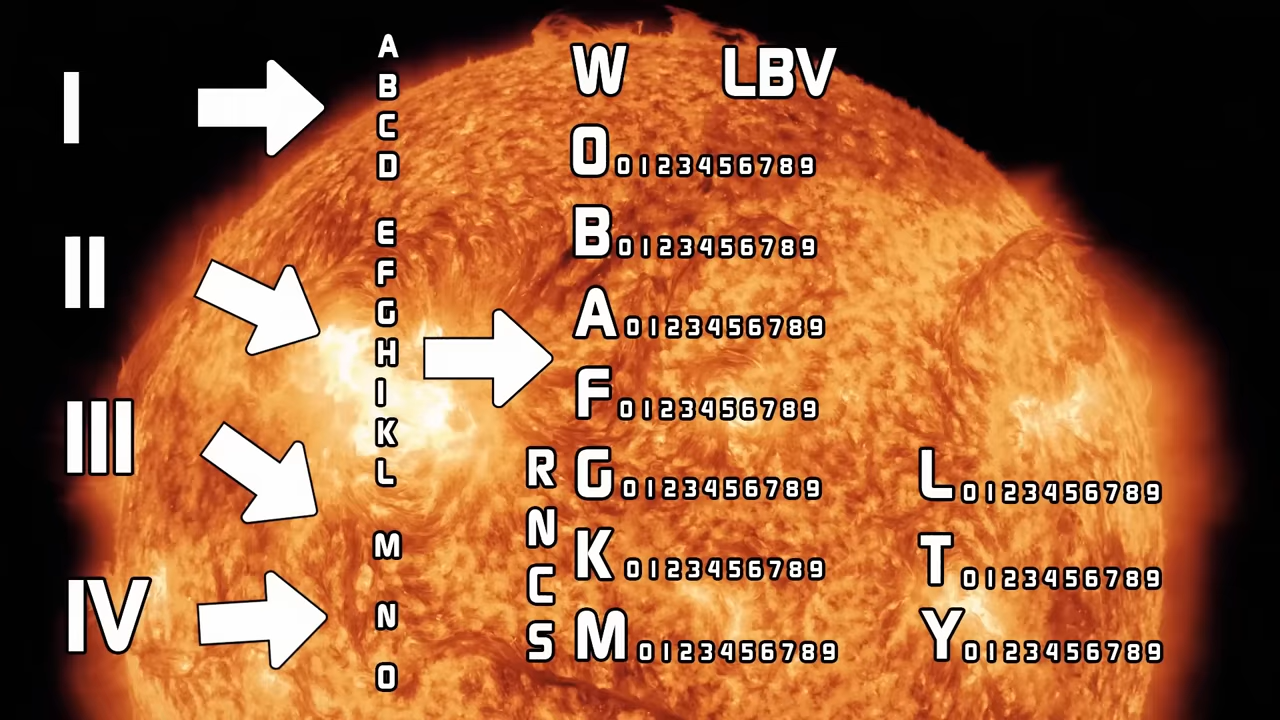 I
II
III
IV
A
B
C
D
E
F
G
H
I
K
L
M
N
O
W LBV
O 0 1 2 3 4 5 6 7 8 9
B 0 1 2 3 4 5 6 7 8 9
A 0 1 2 3 4 5 6 7 8 9
F 0 1 2 3 4 5 6 7 8 9
R
N
C
S
G 0 1 2 3 4 5 6 7 8 9
K 0 1 2 3 4 5 6 7 8 9
M 0 1 2 3 4 5 6 7 8 9
L 0 1 2 3 4 5 6 7 8 9
T 0 1 2 3 4 5 6 7 8 9
Y 0 1 2 3 4 5 6 7 8 9